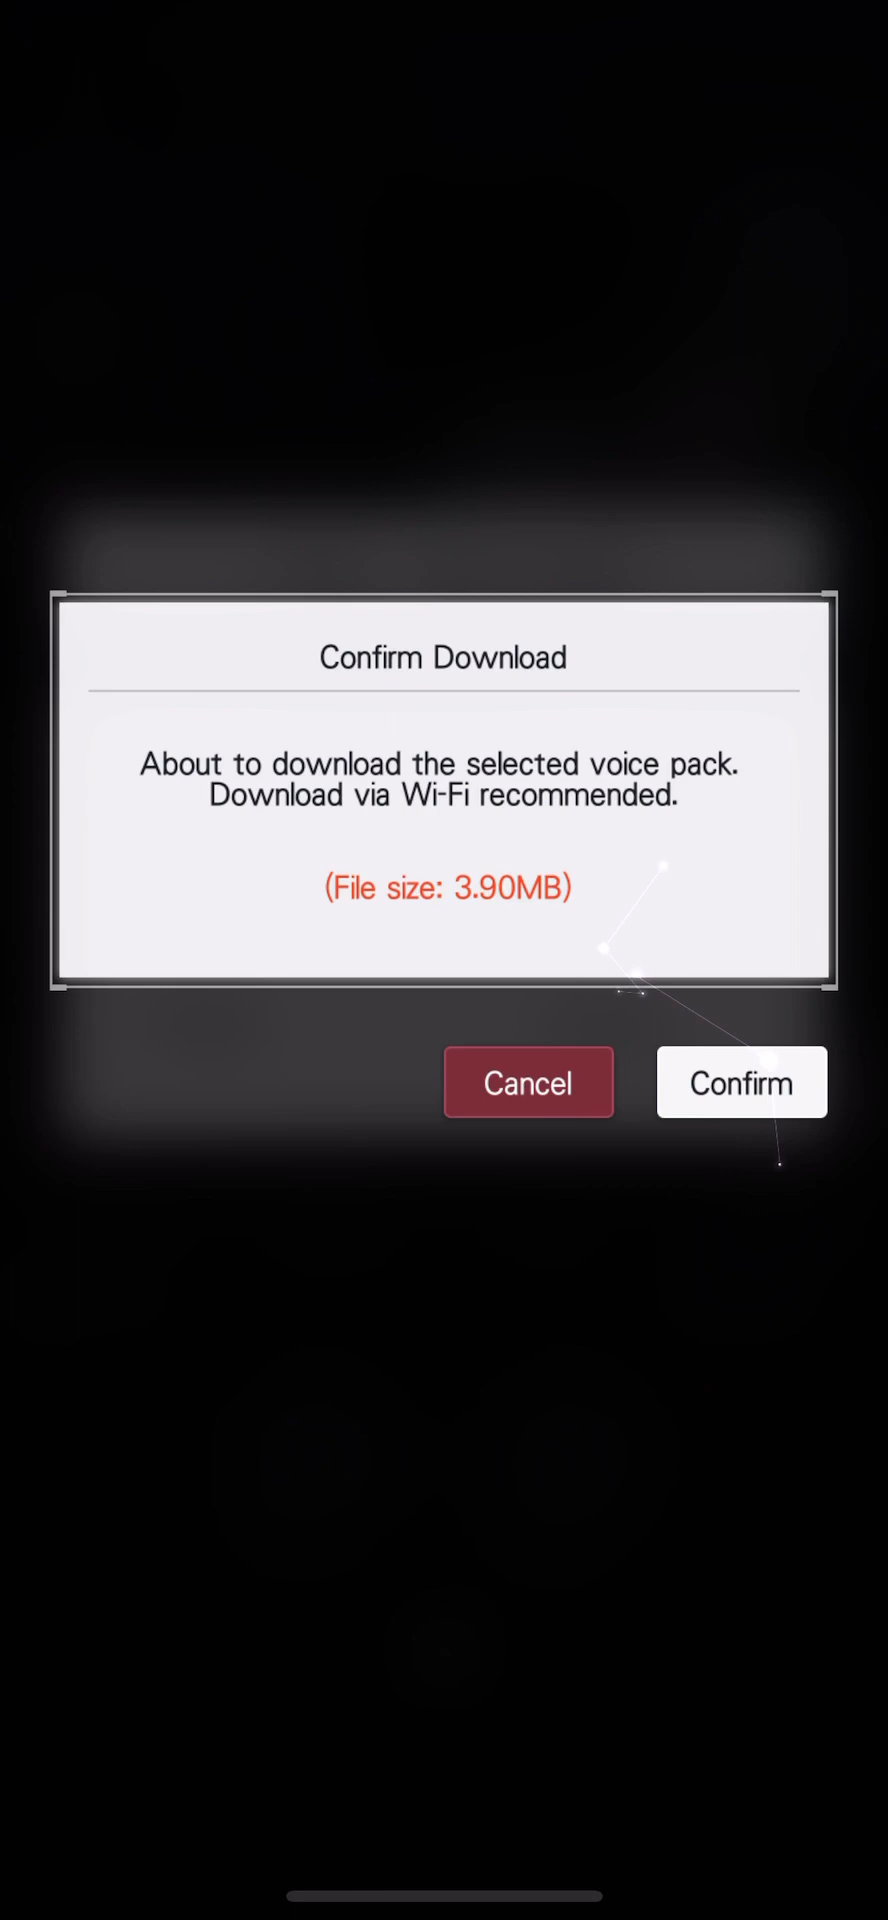 Confirm Download
About to download the selected voice pack.
Download via Wi-Fi recommended.
(File size: 3.90MB)
Cancel
Confirm